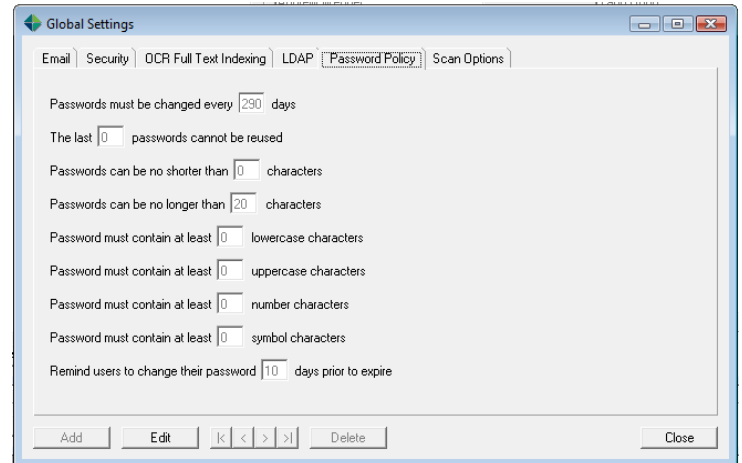 Global Settings
Email Security OCR Full Text Indexing LDAP Password Policy Scan Options
Passwords must be changed every 290 days
The last 0 passwords cannot be reused
Passwords can be no shorter than 0 characters
Passwords can be no longer than 20 characters
Password must contain at least 0 lowercase characters
Password must contain at least 0 uppercase characters
Password must contain at least 0 number characters
Password must contain at least 0 symbol characters
Remind users to change their password 10 days prior to expire
Add Edit |< < > >| Delete Close